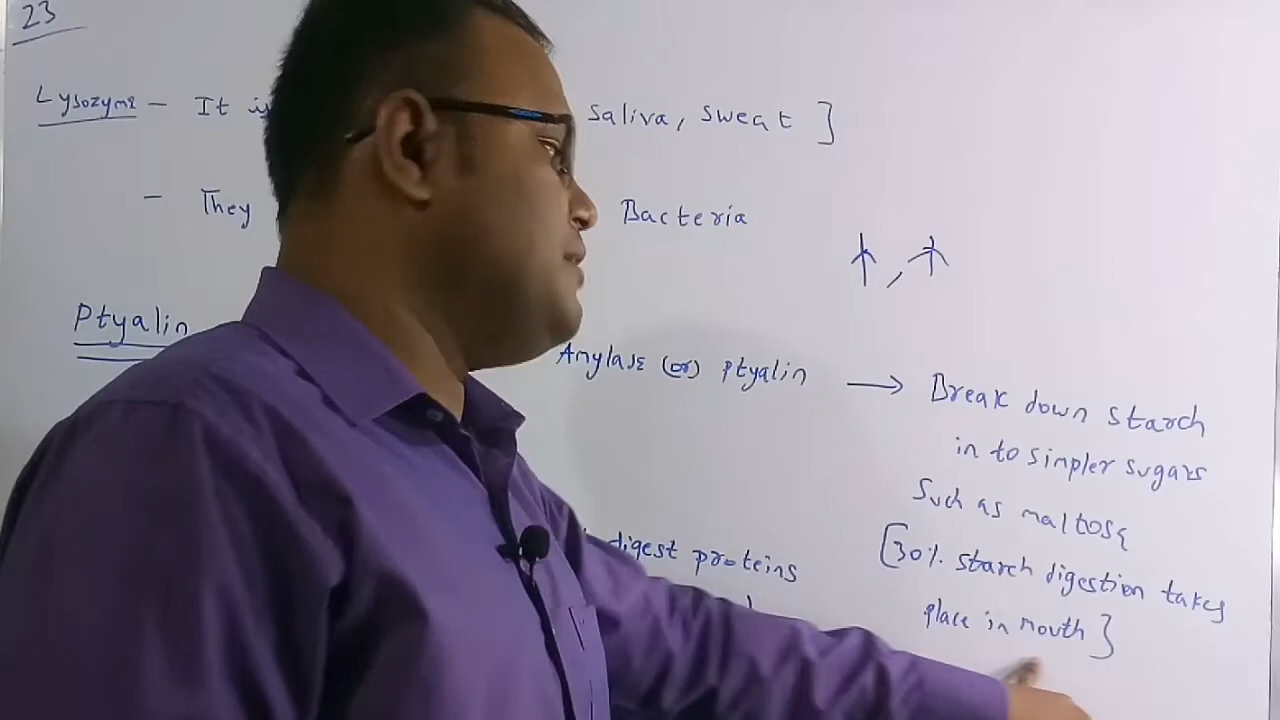 23
Lysozyme - It is saliva, sweat ]
- They Bacteria
Ptyalin
Amylase (or) Ptyalin → Break down starch
in to simpler sugars
Such as maltose
digest proteins
[30% starch digestion takes
place in mouth }